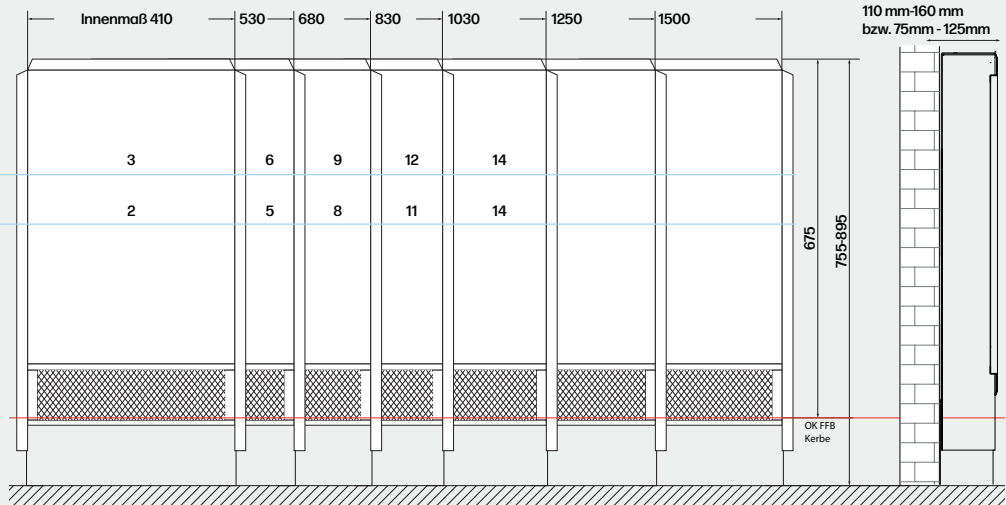 Innenmaß 410 530 680 830 1030 1250 1500
110 mm-160 mm
bzw. 75mm - 125mm
3 6 9 12 14
2 5 8 11 14
675
755-895
OK FFB
Kerbe